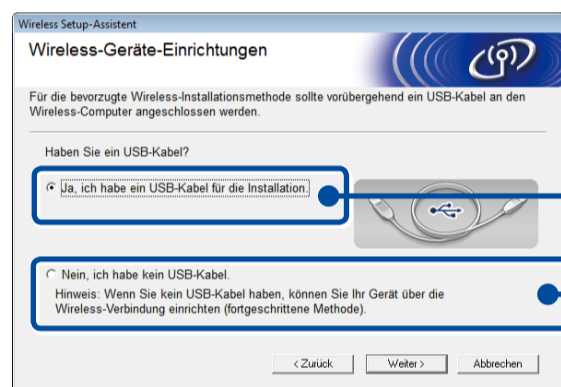 Wireless Setup-Assistent
Wireless-Geräte-Einrichtungen
Für die bevorzugte Wireless-Installationsmethode sollte vorübergehend ein USB-Kabel an den
Wireless-Computer angeschlossen werden.
Haben Sie ein USB-Kabel?
Ja, ich habe ein USB-Kabel für die Installation.
Nein, ich habe kein USB-Kabel.
Hinweis: Wenn Sie kein USB-Kabel haben, können Sie Ihr Gerät über die
Wireless-Verbindung einrichten (fortgeschrittene Methode).
< Zurück Weiter > Abbrechen